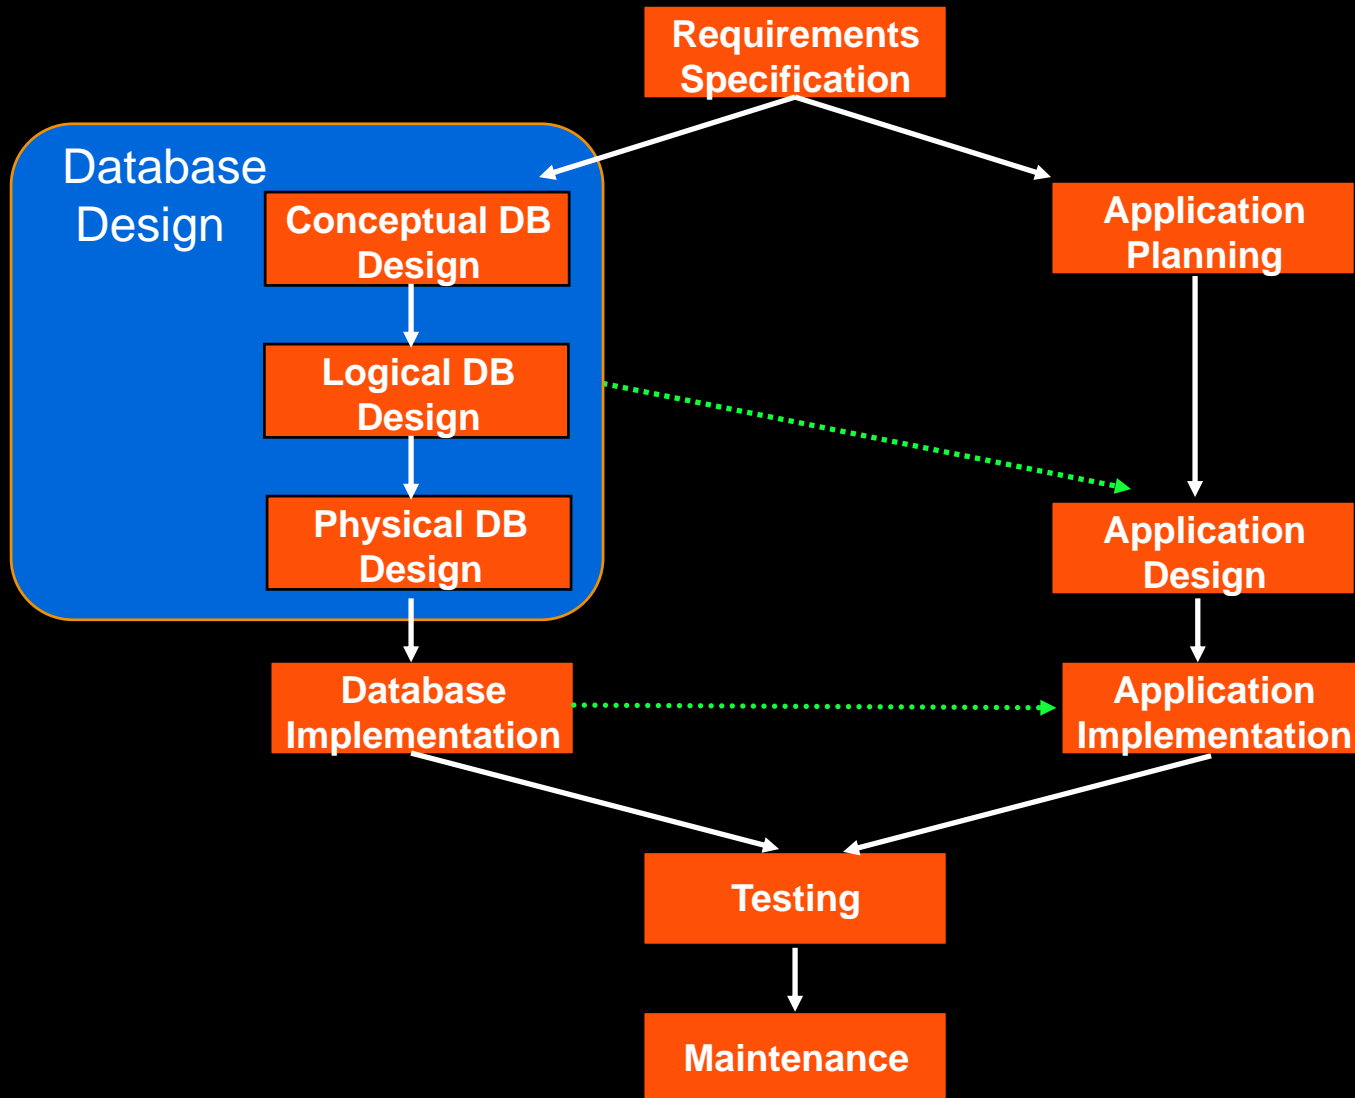 Requirements
Specification
Database
Design
Conceptual DB
Design
Application
Planning
Logical DB
Design
Physical DB
Design
Application
Design
Database
Implementation
Application
Implementation
Testing
Maintenance